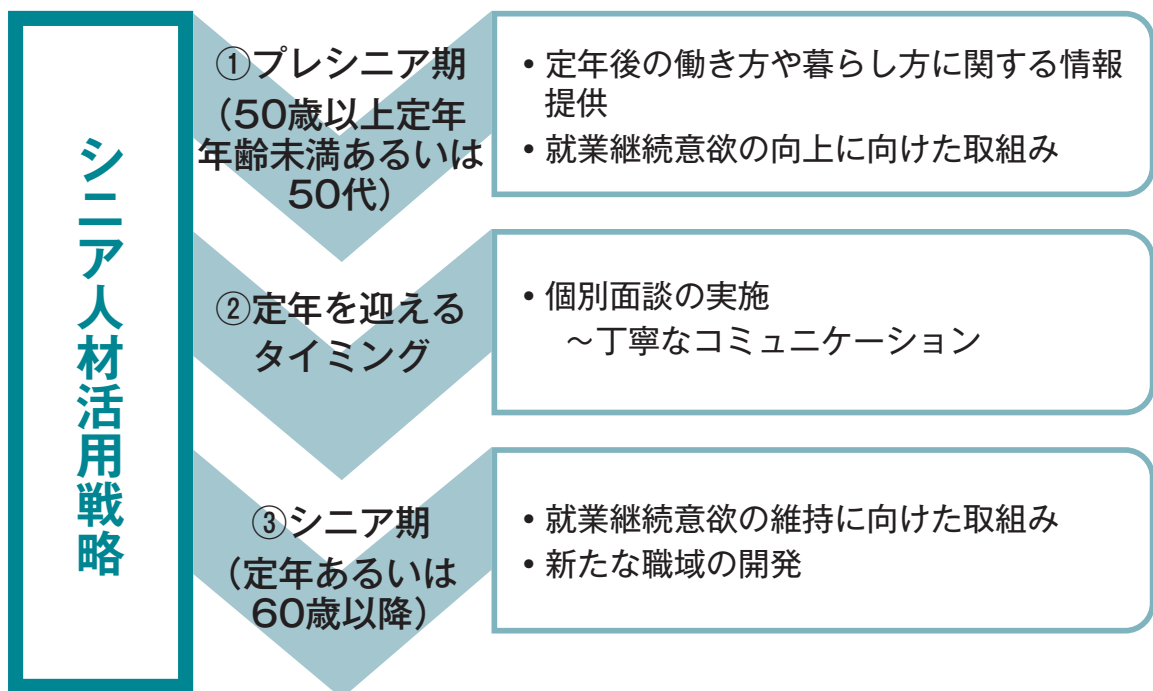 シニア人材活用戦略
①プレシニア期
（50歳以上定年
年齢未満あるいは
50代）
• 定年後の働き方や暮らし方に関する情報
提供
• 就業継続意欲の向上に向けた取組み
②定年を迎える
タイミング
• 個別面談の実施
～丁寧なコミュニケーション
③シニア期
（定年あるいは
60歳以降）
• 就業継続意欲の維持に向けた取組み
• 新たな職域の開発